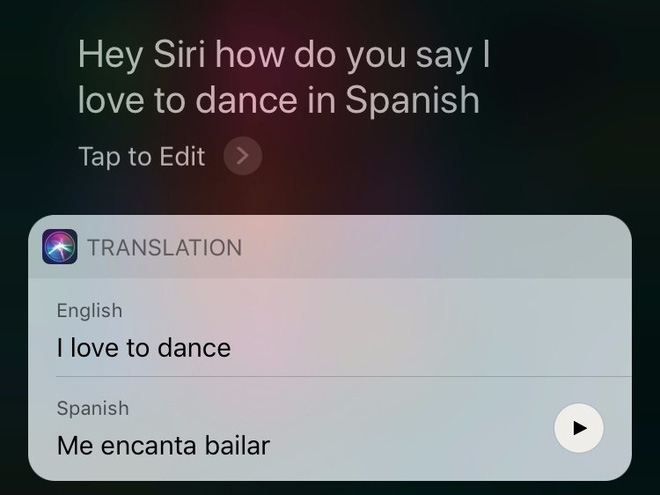 Hey Siri how do you say I
love to dance in Spanish
Tap to Edit
TRANSLATION
English
I love to dance
Spanish
Me encanta bailar